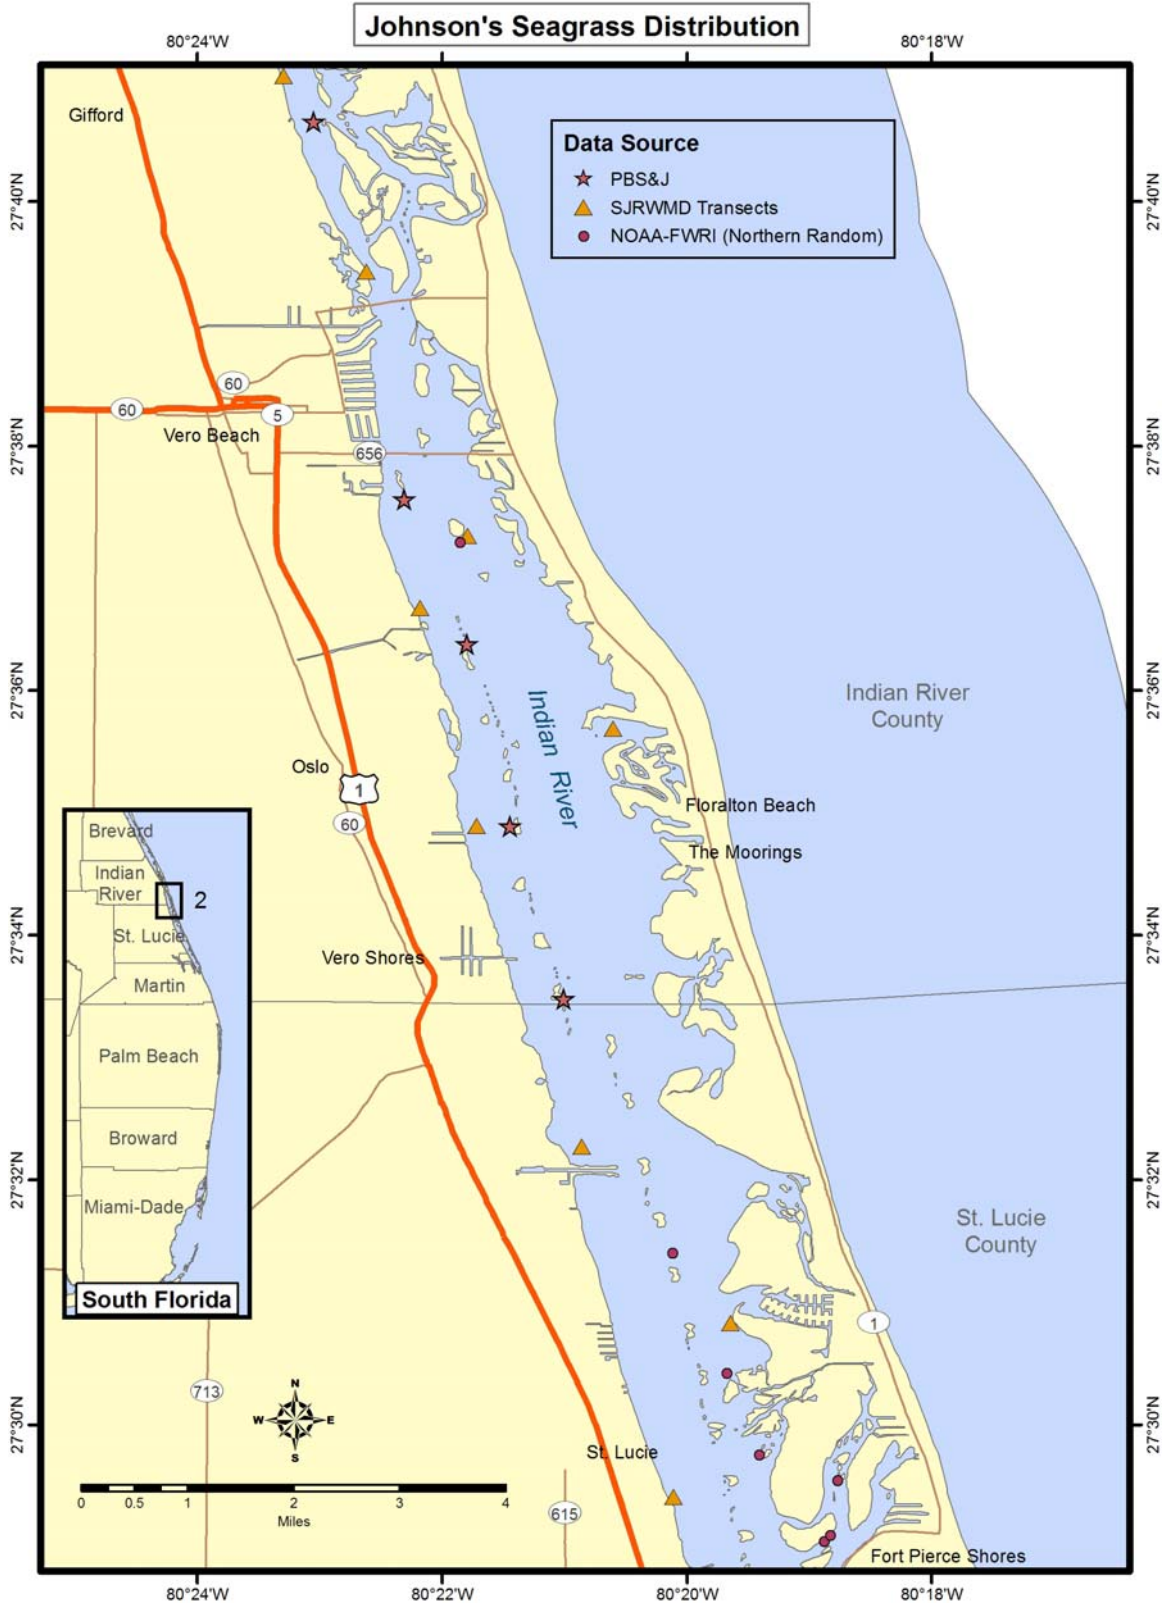 Johnson's Seagrass Distribution
80°24'W
80°18'W
Gifford
Data Source
PBS&J
SJRWMD Transects
NOAA-FWRI (Northern Random)
27°40'N
27°40'N
60
60
5
Vero Beach
656
27°38'N
27°38'N
27°36'N
27°36'N
Indian River
Indian River
County
Oslo
1
60
Floralton Beach
The Moorings
Brevard
Indian
River
2
St. Lucie
Martin
Palm Beach
Broward
Miami-Dade
South Florida
27°34'N
27°34'N
Vero Shores
27°32'N
27°32'N
St. Lucie
County
1
713
N
W
E
S
27°30'N
27°30'N
St. Lucie
0 0.5 1 2 3 4
Miles
615
Fort Pierce Shores
80°24'W
80°22'W
80°20'W
80°18'W